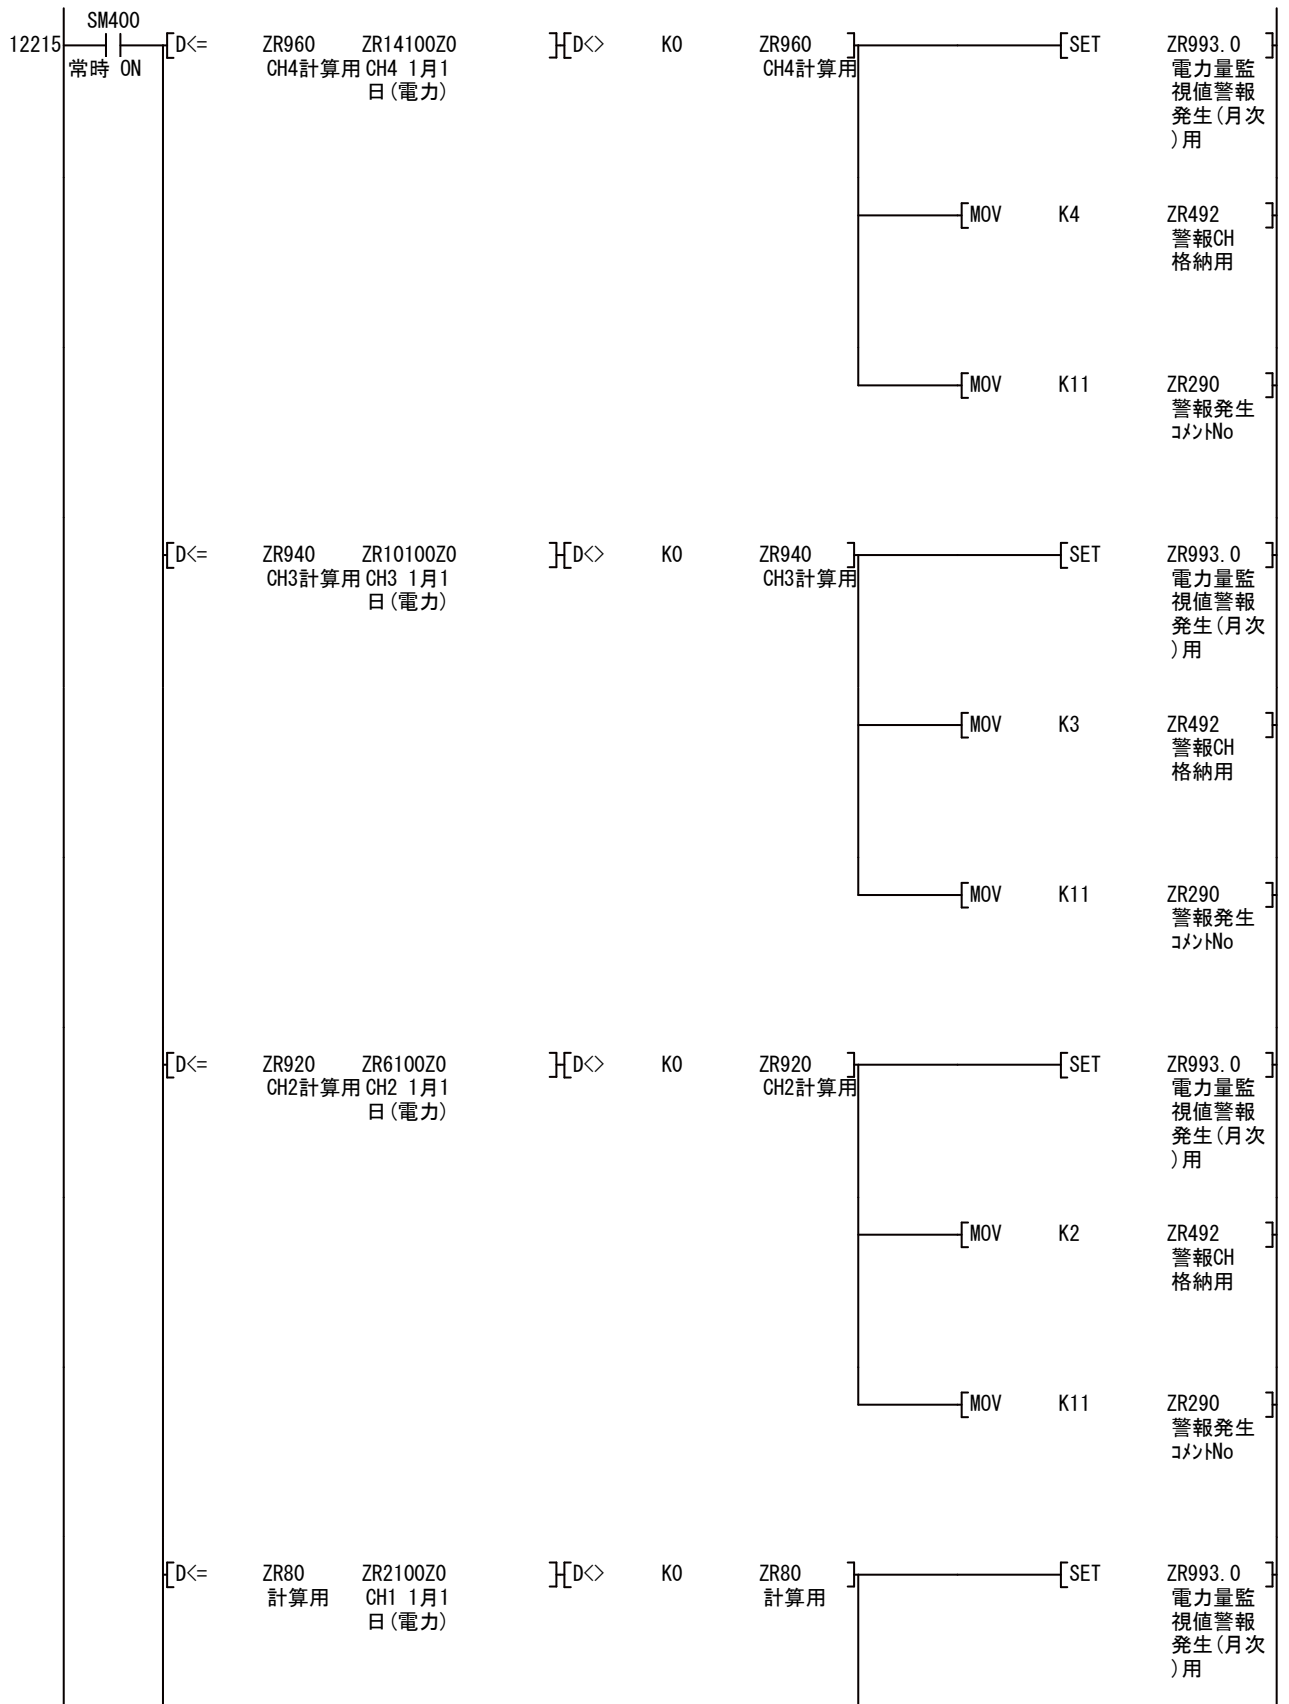 SM400
12215 [D<= ZR960 ZR14100Z0 ][D<> K0 ZR960 ] [SET ZR993.0 ]
常時 ON CH4計算用 CH4 1月1 CH4計算用 電力量監
日(電力) 視値警報
発生(月次
)用
[MOV K4 ZR492 ]
警報CH
格納用
[MOV K11 ZR290 ]
警報発生
ｺﾒﾝﾄNo
[D<= ZR940 ZR10100Z0 ][D<> K0 ZR940 ] [SET ZR993.0 ]
CH3計算用 CH3 1月1 CH3計算用 電力量監
日(電力) 視値警報
発生(月次
)用
[MOV K3 ZR492 ]
警報CH
格納用
[MOV K11 ZR290 ]
警報発生
ｺﾒﾝﾄNo
[D<= ZR920 ZR6100Z0 ][D<> K0 ZR920 ] [SET ZR993.0 ]
CH2計算用 CH2 1月1 CH2計算用 電力量監
日(電力) 視値警報
発生(月次
)用
[MOV K2 ZR492 ]
警報CH
格納用
[MOV K11 ZR290 ]
警報発生
ｺﾒﾝﾄNo
[D<= ZR80 ZR2100Z0 ][D<> K0 ZR80 ] [SET ZR993.0 ]
計算用 CH1 1月1 計算用 電力量監
日(電力) 視値警報
発生(月次
)用